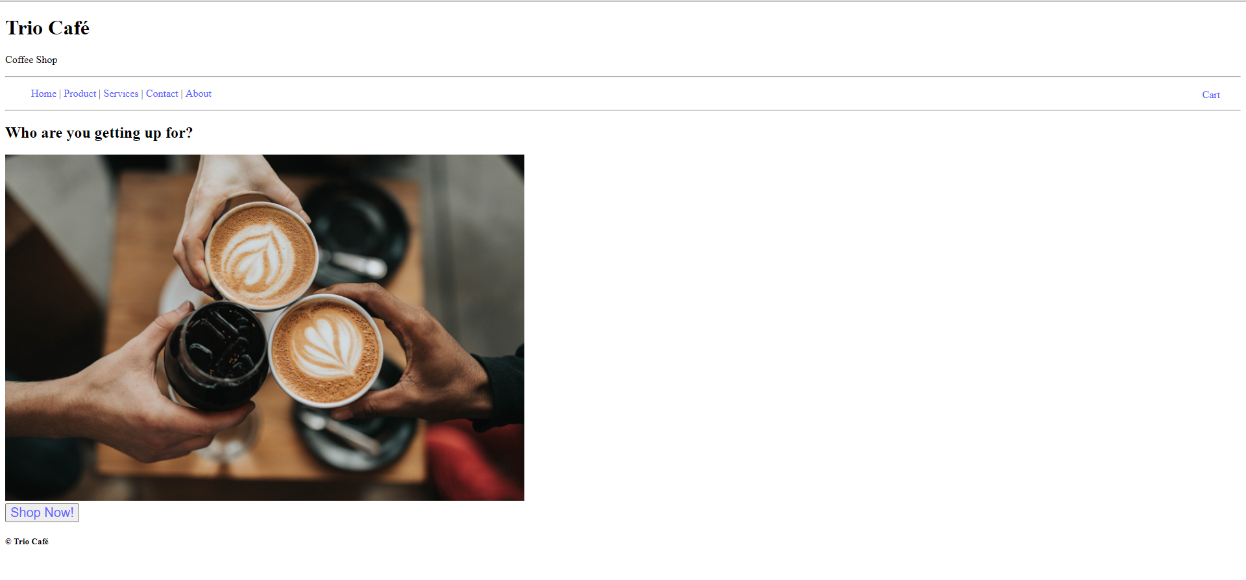 Trio Café
Coffee Shop
Home | Product | Services | Contact | About
Cart
Who are you getting up for?
Shop Now!
© Trio Café